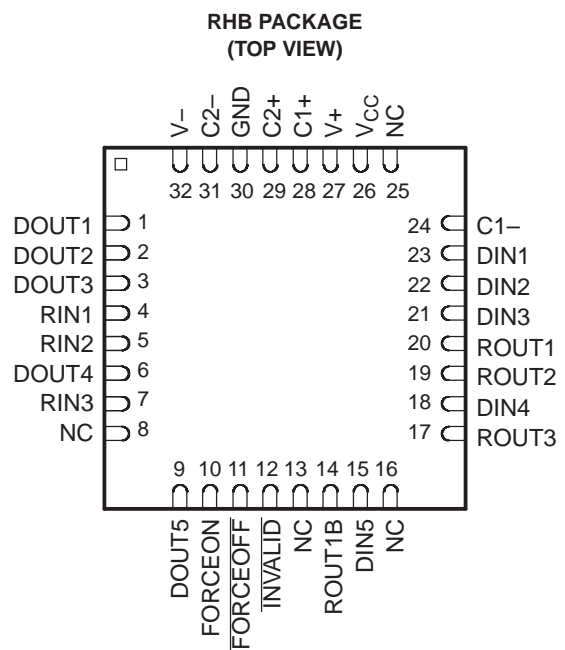 RHB PACKAGE
(TOP VIEW)
V–
C2–
GND
C2+
C1+
V+
VCC
NC
32 31 30 29 28 27 26 25
DOUT1 1
DOUT2 2
DOUT3 3
RIN1 4
RIN2 5
DOUT4 6
RIN3 7
NC 8
24 C1–
23 DIN1
22 DIN2
21 DIN3
20 ROUT1
19 ROUT2
18 DIN4
17 ROUT3
9 10 11 12 13 14 15 16
DOUT5
FORCEON
FORCEOFF
INVALID
NC
ROUT1B
DIN5
NC